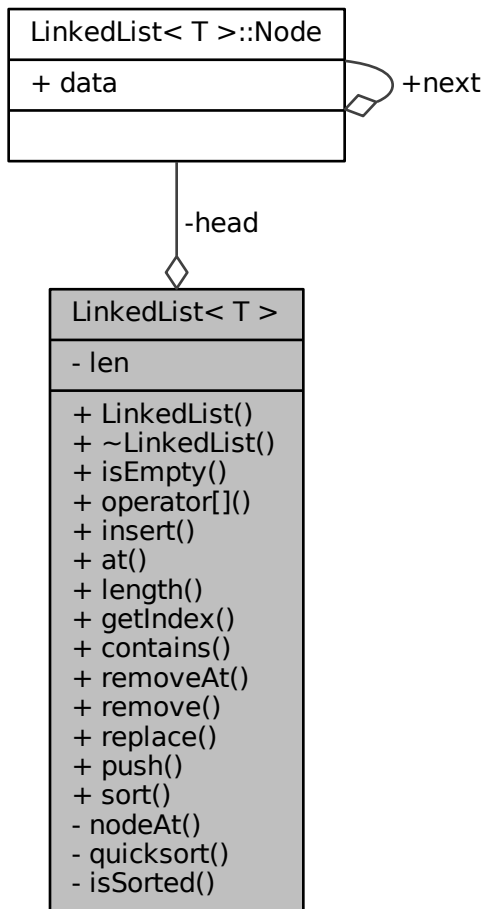 LinkedList< T >::Node
+ data
+next
-head
LinkedList< T >
- len
+ LinkedList()
+ ~LinkedList()
+ isEmpty()
+ operator[]()
+ insert()
+ at()
+ length()
+ getIndex()
+ contains()
+ removeAt()
+ remove()
+ replace()
+ push()
+ sort()
- nodeAt()
- quicksort()
- isSorted()